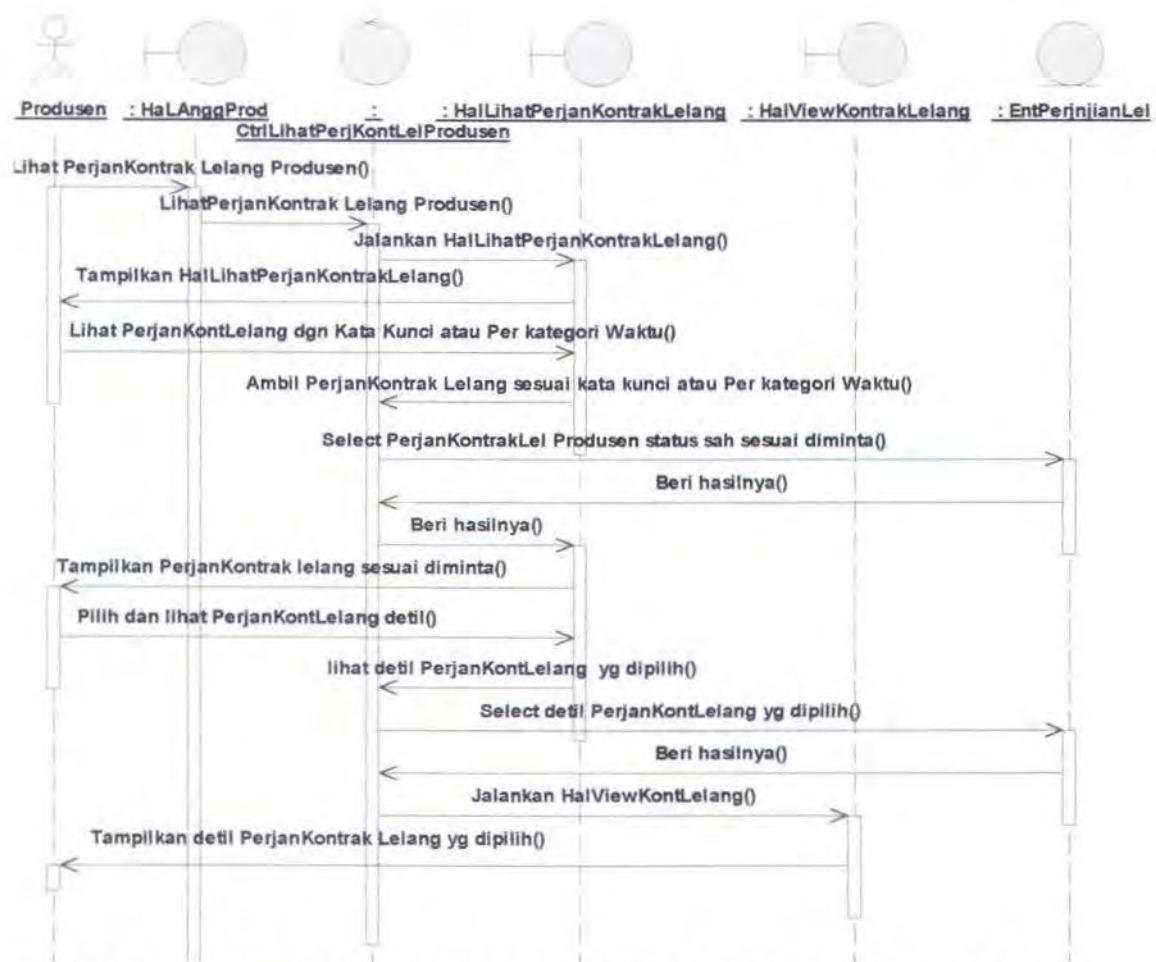 Produsen : HaLAnggProd : : HalLihatPerjanKontrakLelang : HalViewKontrakLelang : EntPerjnjianLel
CtrlLihatPerjKontLelProdusen
Lihat PerjanKontrak Lelang Produsen()
LihatPerjanKontrak Lelang Produsen()
Jalankan HalLihatPerjanKontrakLelang()
Tampilkan HalLihatPerjanKontrakLelang()
Lihat PerjanKontLelang dgn Kata Kunci atau Per kategori Waktu()
Ambil PerjanKontrak Lelang sesuai kata kunci atau Per kategori Waktu()
Select PerjanKontrakLel Produsen status sah sesuai diminta()
Beri hasilnya()
Beri hasilnya()
Tampilkan PerjanKontrak lelang sesuai diminta()
Pilih dan lihat PerjanKontLelang detil()
lihat detil PerjanKontLelang yg dipilih()
Select detil PerjanKontLelang yg dipilih()
Beri hasilnya()
Jalankan HalViewKontLelang()
Tampilkan detil PerjanKontrak Lelang yg dipilih()